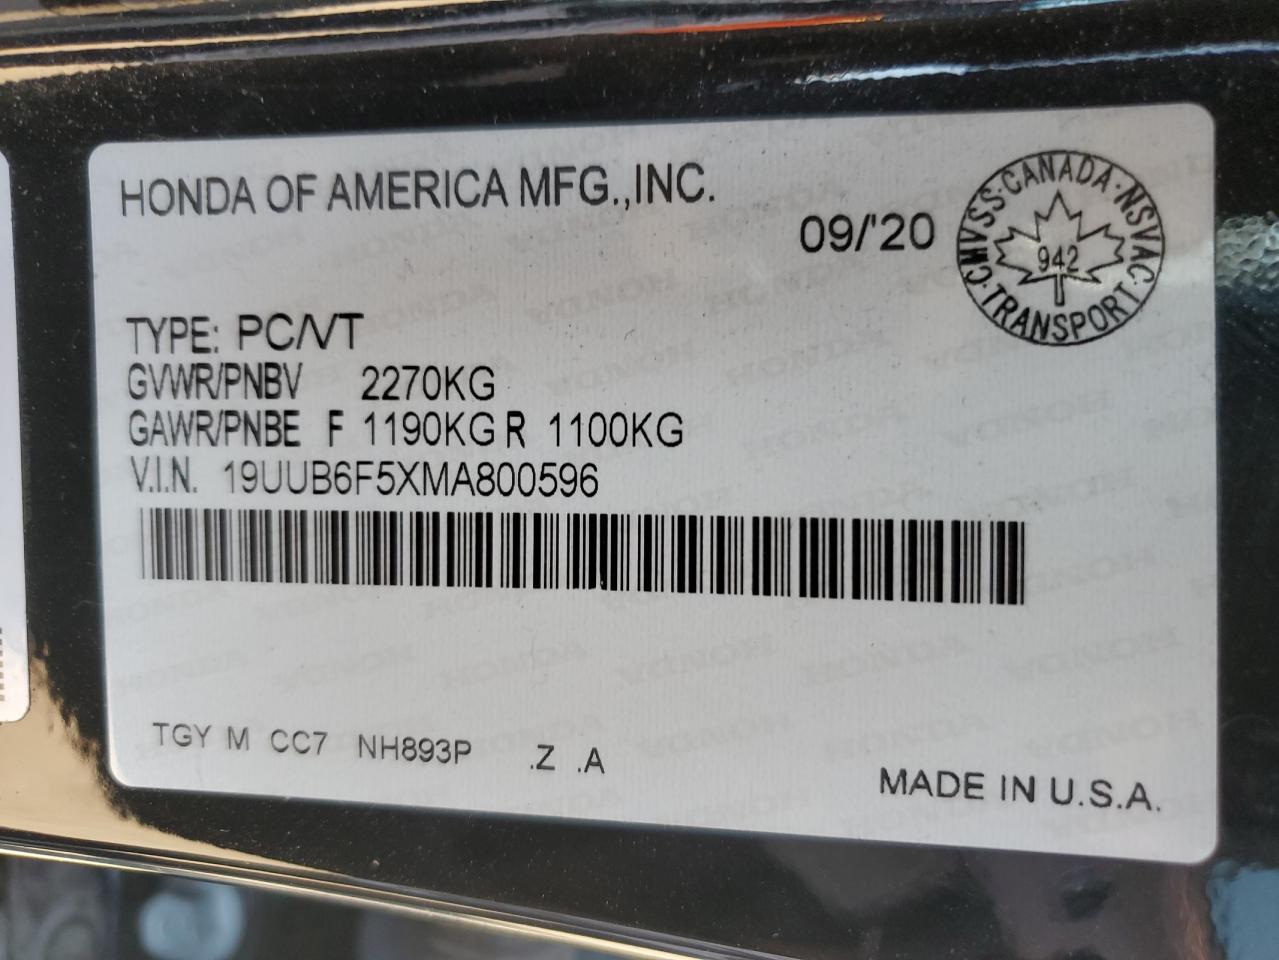 HONDA OF AMERICA MFG.,INC.
09/'20
CMVSS·CANADA·NSVAC·TRANSPORT
942
TYPE: PC/VT
GVWR/PNBV 2270KG
GAWR/PNBE F 1190KG R 1100KG
V.I.N. 19UUB6F5XMA800596
TGY M CC7 NH893P .Z .A
MADE IN U.S.A.